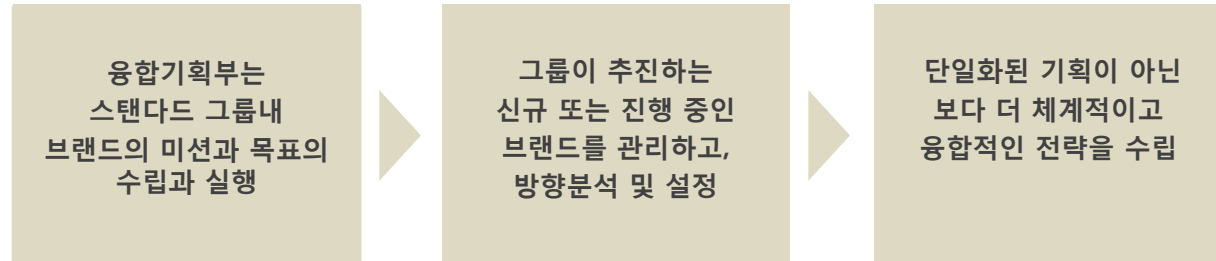 융합기획부는
스탠다드 그룹내
브랜드의 미션과 목표의
수립과 실행
그룹이 추진하는
신규 또는 진행 중인
브랜드를 관리하고,
방향분석 및 설정
단일화된 기획이 아닌
보다 더 체계적이고
융합적인 전략을 수립